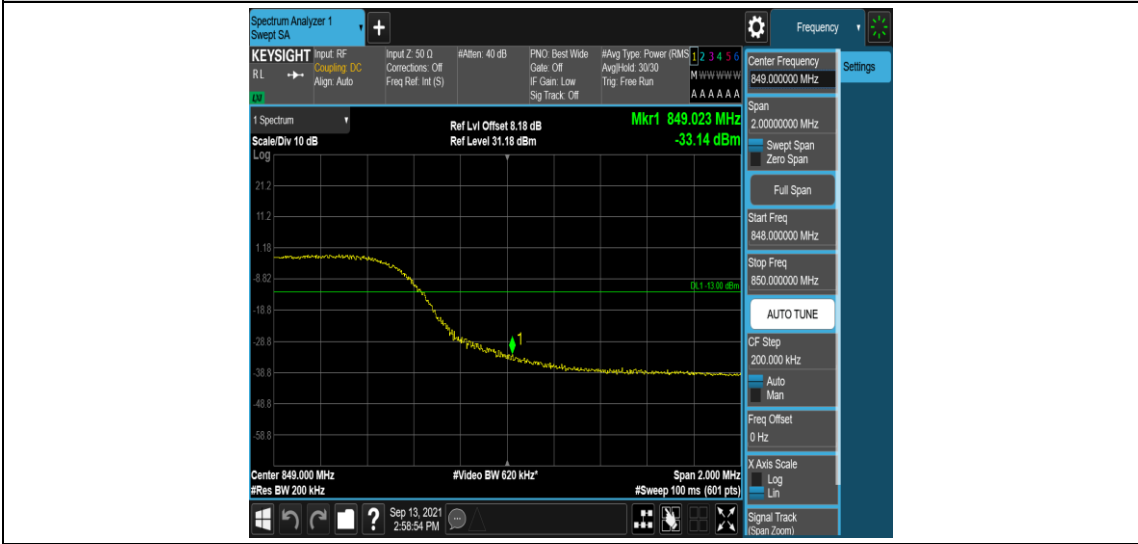 Spectrum Analyzer 1
Swept SA
+
Frequency
KEYSIGHT
RL
LM
Input: RF
Coupling: DC
Align: Auto
Input Z: 50 Ω
Corrections: Off
Freq Ref: Int (S)
#Atten: 40 dB
PNO: Best Wide
Gate: Off
IF Gain: Low
Sig Track: Off
#Avg Type: Power (RMS
Avg|Hold: 30/30
Trig: Free Run
1 2 3 4 5 6
M W W W W W
A A A A A A
1 Spectrum
Scale/Div 10 dB
Log
Ref Lvl Offset 8.18 dB
Ref Level 31.18 dBm
Mkr1 849.023 MHz
-33.14 dBm
21.2
11.2
1.18
-8.82
-18.8
-28.8
-38.8
-48.8
-58.8
DL1 -13.00 dBm
1
Center 849.000 MHz
#Res BW 200 kHz
#Video BW 620 kHz*
Span 2.000 MHz
#Sweep 100 ms (601 pts)
?
Sep 13, 2021
2:58:54 PM
Center Frequency
849.000000 MHz
Settings
Span
2.00000000 MHz
Swept Span
Zero Span
Full Span
Start Freq
848.000000 MHz
Stop Freq
850.000000 MHz
AUTO TUNE
CF Step
200.000 kHz
Auto
Man
Freq Offset
0 Hz
X Axis Scale
Log
Lin
Signal Track
(Span Zoom)